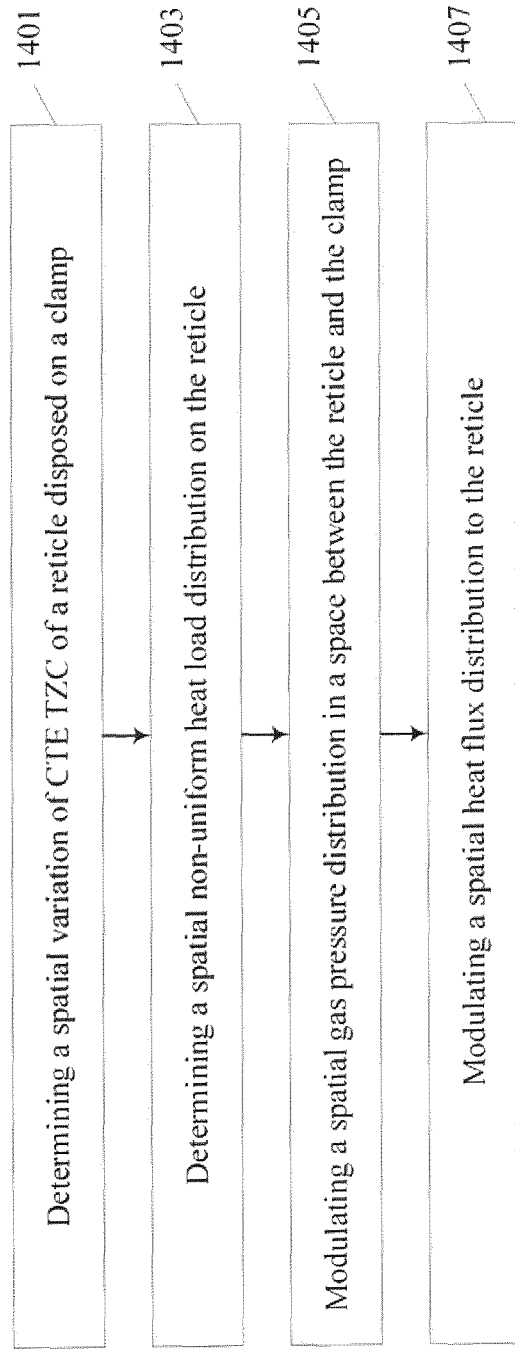 Determining a spatial variation of CTE TZC of a reticle disposed on a clamp
1401
Determining a spatial non-uniform heat load distribution on the reticle
1403
Modulating a spatial gas pressure distribution in a space between the reticle and the clamp
1405
Modulating a spatial heat flux distribution to the reticle
1407